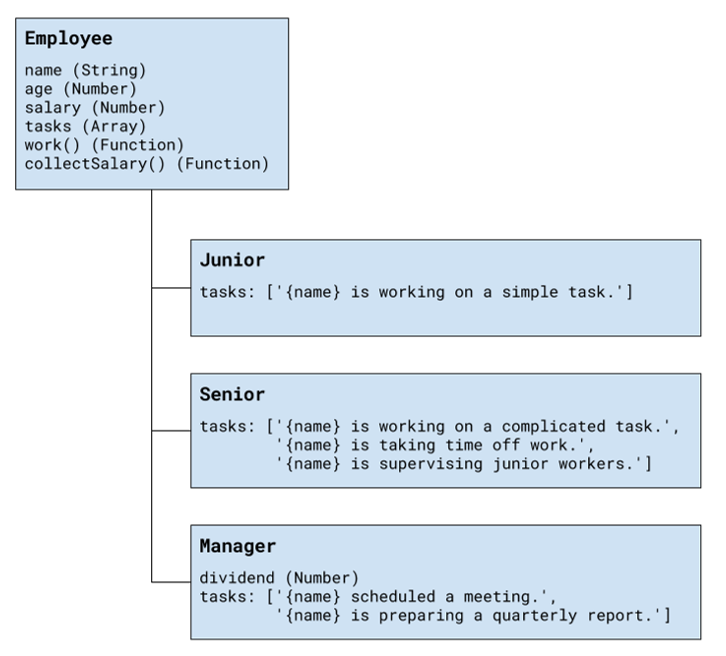 Employee
name (String)
age (Number)
salary (Number)
tasks (Array)
work() (Function)
collectSalary() (Function)
Junior
tasks: ['{name} is working on a simple task.']
Senior
tasks: ['{name} is working on a complicated task.',
'{name} is taking time off work.',
'{name} is supervising junior workers.']
Manager
dividend (Number)
tasks: ['{name} scheduled a meeting.',
'{name} is preparing a quarterly report.']